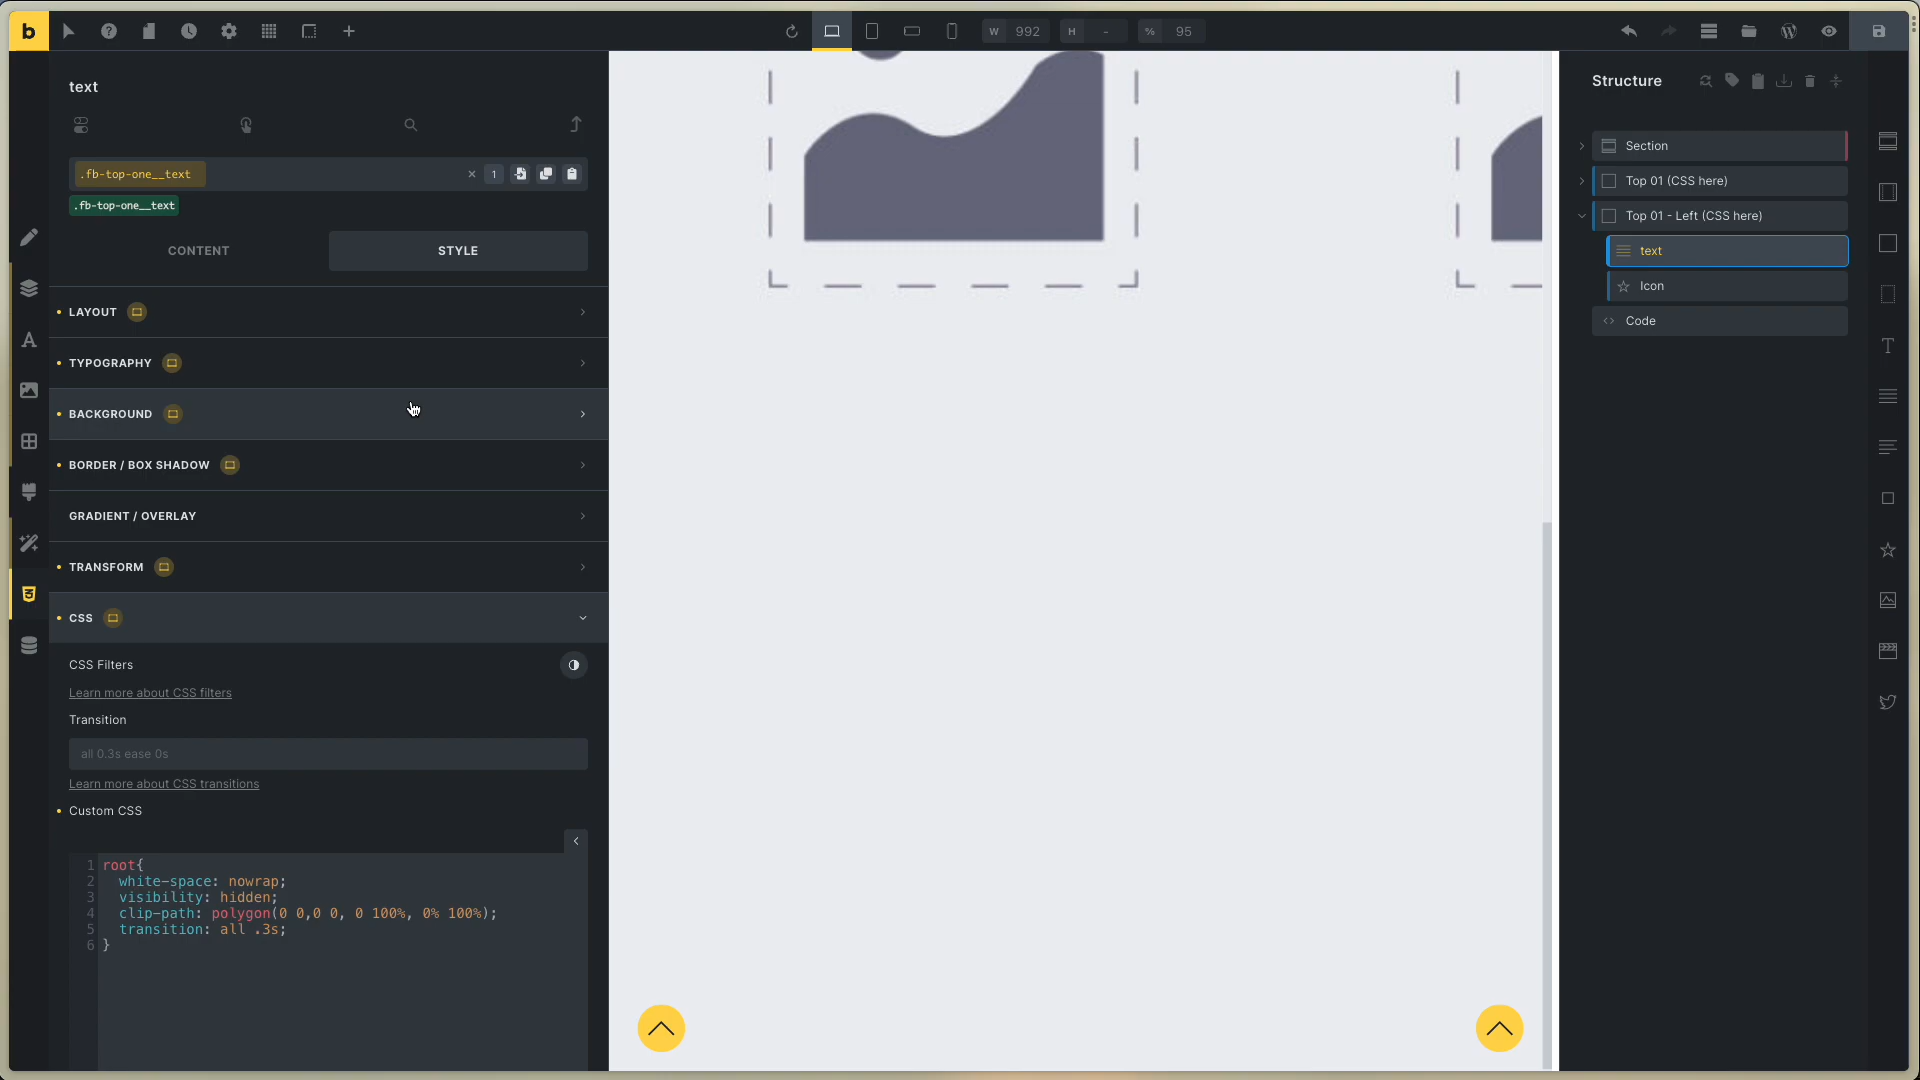 b
W 992
H -
% 95
text
.fb-top-one__text
1
.fb-top-one__text
CONTENT
STYLE
LAYOUT
TYPOGRAPHY
BACKGROUND
BORDER / BOX SHADOW
GRADIENT / OVERLAY
TRANSFORM
CSS
CSS Filters
Learn more about CSS filters
Transition
all 0.3s ease 0s
Learn more about CSS transitions
Custom CSS
1 root{
2 white-space: nowrap;
3 visibility: hidden;
4 clip-path: polygon(0 0,0 0, 0 100%, 0% 100%);
5 transition: all .3s;
6 }
Structure
Section
Top 01 (CSS here)
Top 01 - Left (CSS here)
text
Icon
Code